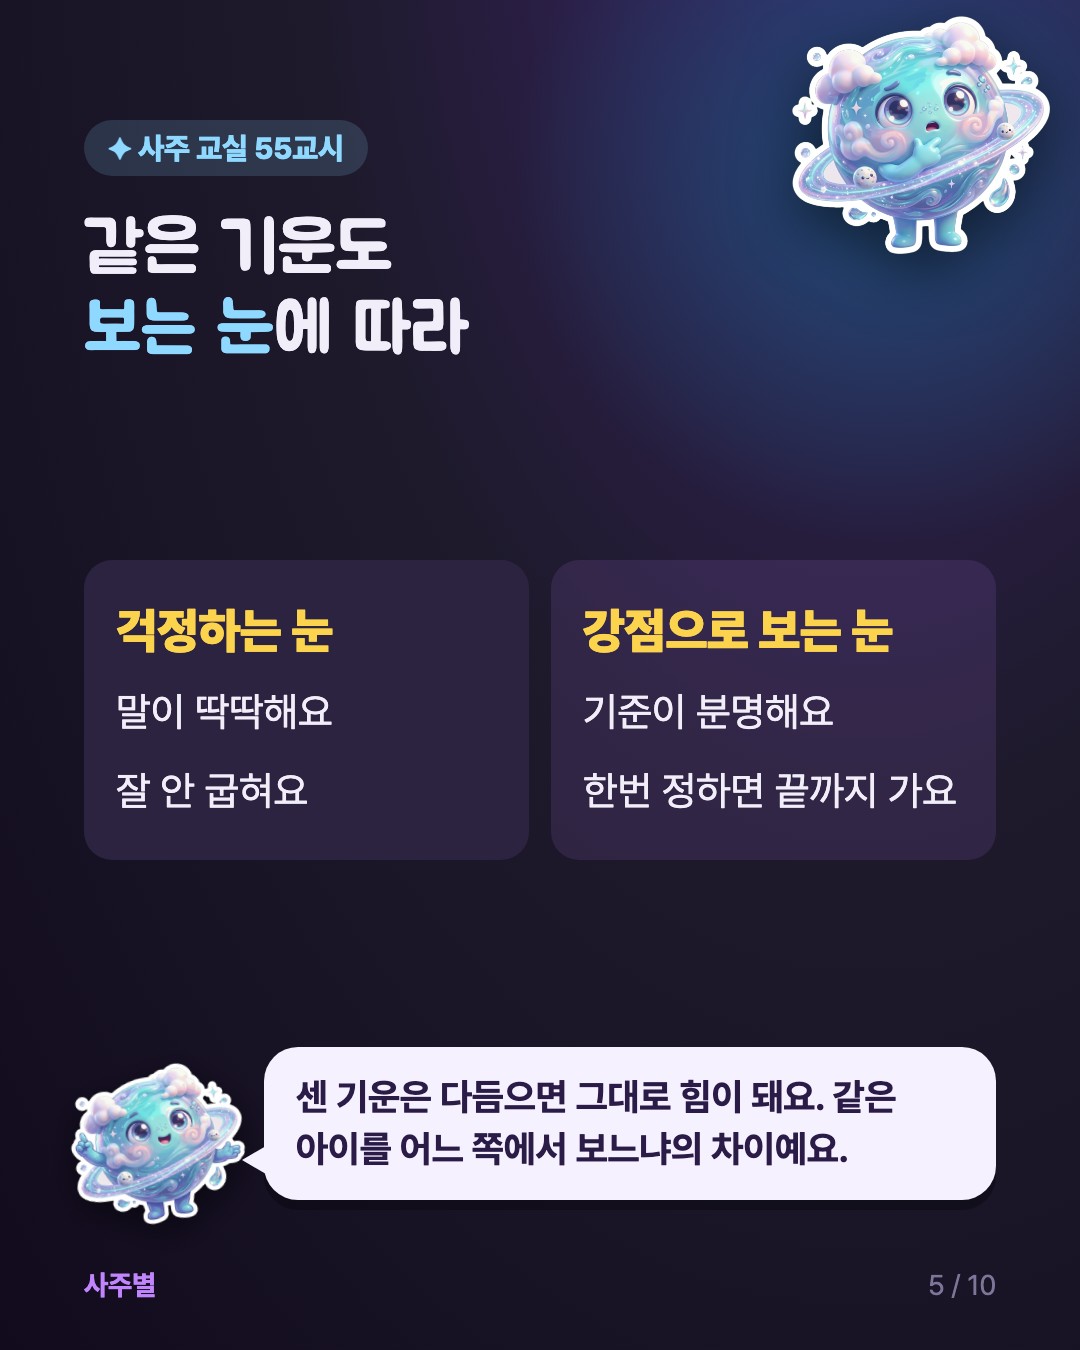 사주 교실 55교시
같은 기운도
보는 눈에 따라
걱정하는 눈
말이 딱딱해요
잘 안 굽혀요
강점으로 보는 눈
기준이 분명해요
한번 정하면 끝까지 가요
센 기운은 다듬으면 그대로 힘이 돼요. 같은
아이를 어느 쪽에서 보느냐의 차이예요.
사주별
5 / 10